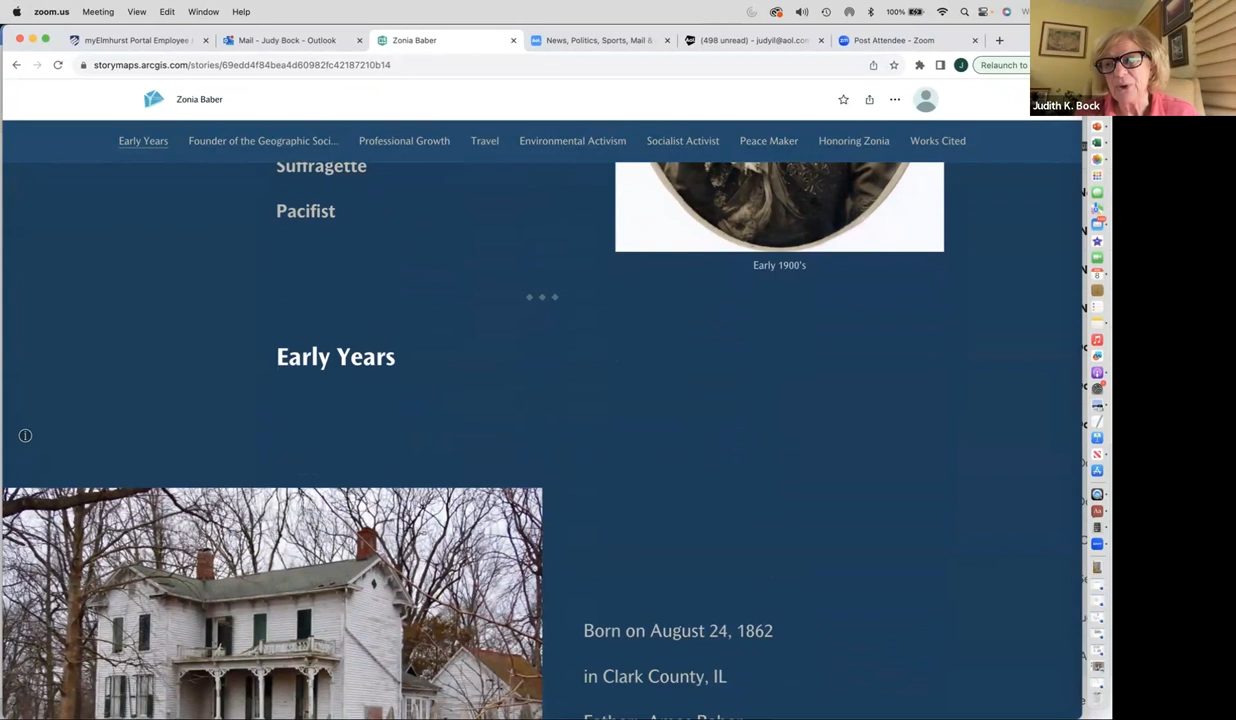 zoom.us Meeting View Edit Window Help 100%
myElmhurst Portal Employee Mail - Judy Bock - Outlook Zonia Baber News, Politics, Sports, Mail & (498 unread) - judyil@aol.com Post Attendee - Zoom
storymaps.arcgis.com/stories/69edd4f84bea4d60982fc42187210b14 J Relaunch to
Judith K. Bock
Zonia Baber
Early Years Founder of the Geographic Soci... Professional Growth Travel Environmental Activism Socialist Activist Peace Maker Honoring Zonia Works Cited
Suffragette
Pacifist
Early 1900's
Early Years
Born on August 24, 1862
in Clark County, IL
Father: Amos Baber